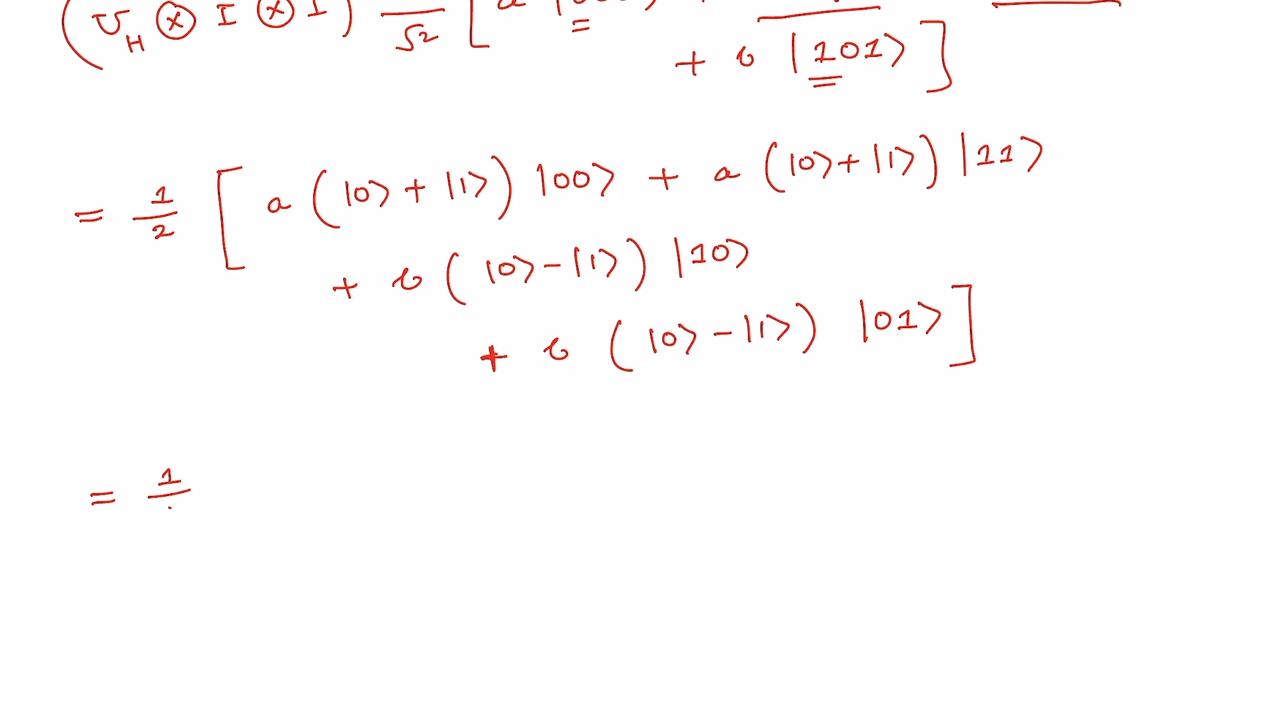 (U_H ⊗ I ⊗ I) 1/√2 [ a
+ b |101⟩ ]
= 1/2 [ a (|0⟩ + |1⟩) |00⟩ + a (|0⟩+|1⟩) |11⟩
+ b (|0⟩-|1⟩) |10⟩
+ b (|0⟩-|1⟩) |01⟩ ]
= 1